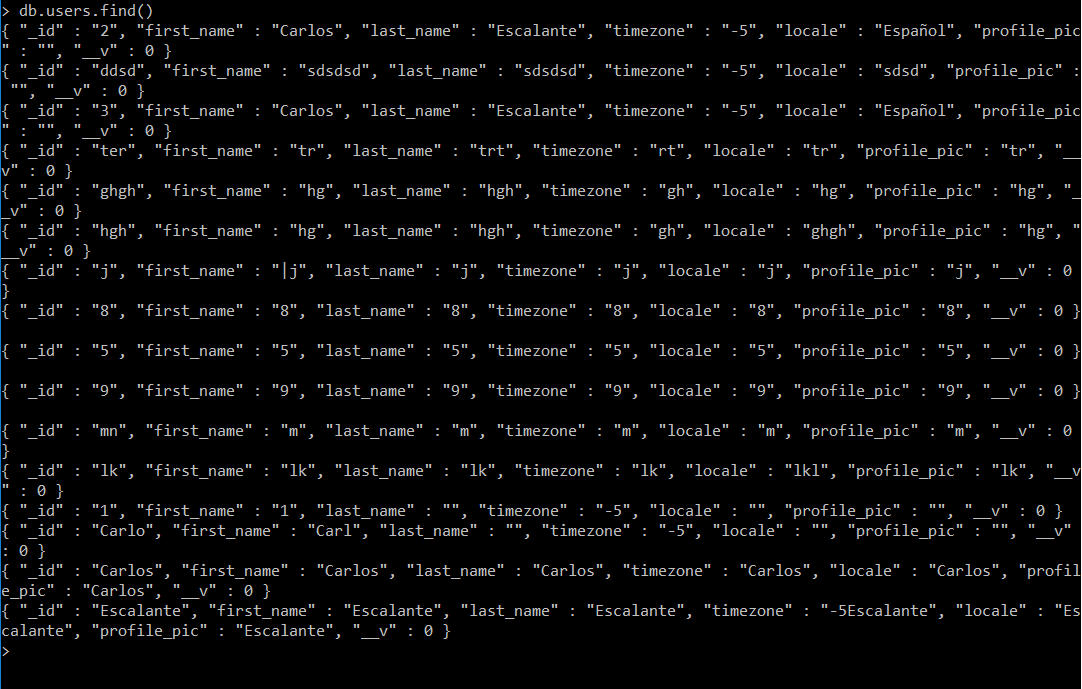 > db.users.find()
{ "_id" : "2", "first_name" : "Carlos", "last_name" : "Escalante", "timezone" : "-5", "locale" : "Español", "profile_pic
" : "", "__v" : 0 }
{ "_id" : "ddsd", "first_name" : "sdsdsd", "last_name" : "sdsdsd", "timezone" : "-5", "locale" : "sdsd", "profile_pic" :
 "", "__v" : 0 }
{ "_id" : "3", "first_name" : "Carlos", "last_name" : "Escalante", "timezone" : "-5", "locale" : "Español", "profile_pic
" : "", "__v" : 0 }
{ "_id" : "ter", "first_name" : "tr", "last_name" : "trt", "timezone" : "rt", "locale" : "tr", "profile_pic" : "tr", "__
v" : 0 }
{ "_id" : "ghgh", "first_name" : "hg", "last_name" : "hgh", "timezone" : "gh", "locale" : "hg", "profile_pic" : "hg", "_
_v" : 0 }
{ "_id" : "hgh", "first_name" : "hg", "last_name" : "hgh", "timezone" : "gh", "locale" : "ghgh", "profile_pic" : "hg", "
__v" : 0 }
{ "_id" : "j", "first_name" : "|j", "last_name" : "j", "timezone" : "j", "locale" : "j", "profile_pic" : "j", "__v" : 0
}
{ "_id" : "8", "first_name" : "8", "last_name" : "8", "timezone" : "8", "locale" : "8", "profile_pic" : "8", "__v" : 0 }
{ "_id" : "5", "first_name" : "5", "last_name" : "5", "timezone" : "5", "locale" : "5", "profile_pic" : "5", "__v" : 0 }
{ "_id" : "9", "first_name" : "9", "last_name" : "9", "timezone" : "9", "locale" : "9", "profile_pic" : "9", "__v" : 0 }
{ "_id" : "mn", "first_name" : "m", "last_name" : "m", "timezone" : "m", "locale" : "m", "profile_pic" : "m", "__v" : 0
}
{ "_id" : "lk", "first_name" : "lk", "last_name" : "lk", "timezone" : "lk", "locale" : "lkl", "profile_pic" : "lk", "__v
" : 0 }
{ "_id" : "1", "first_name" : "1", "last_name" : "", "timezone" : "-5", "locale" : "", "profile_pic" : "", "__v" : 0 }
{ "_id" : "Carlo", "first_name" : "Carl", "last_name" : "", "timezone" : "-5", "locale" : "", "profile_pic" : "", "__v"
: 0 }
{ "_id" : "Carlos", "first_name" : "Carlos", "last_name" : "Carlos", "timezone" : "Carlos", "locale" : "Carlos", "profil
e_pic" : "Carlos", "__v" : 0 }
{ "_id" : "Escalante", "first_name" : "Escalante", "last_name" : "Escalante", "timezone" : "-5Escalante", "locale" : "Es
calante", "profile_pic" : "Escalante", "__v" : 0 }
>